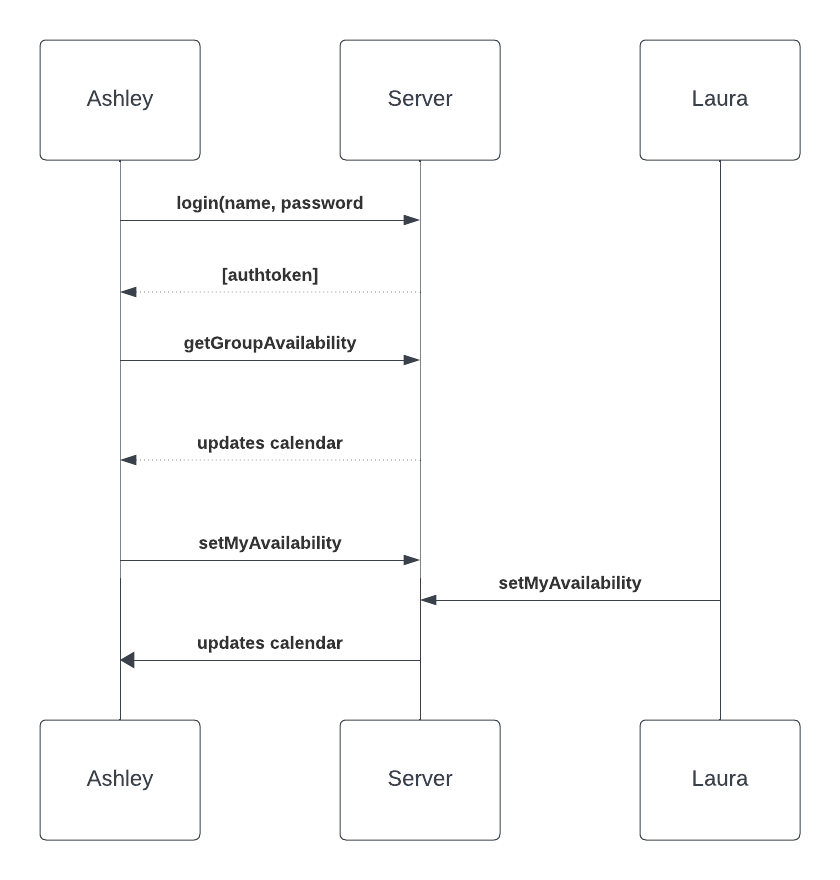 Ashley
Server
Laura
login(name, password
[authtoken]
getGroupAvailability
updates calendar
setMyAvailability
setMyAvailability
updates calendar
Ashley
Server
Laura